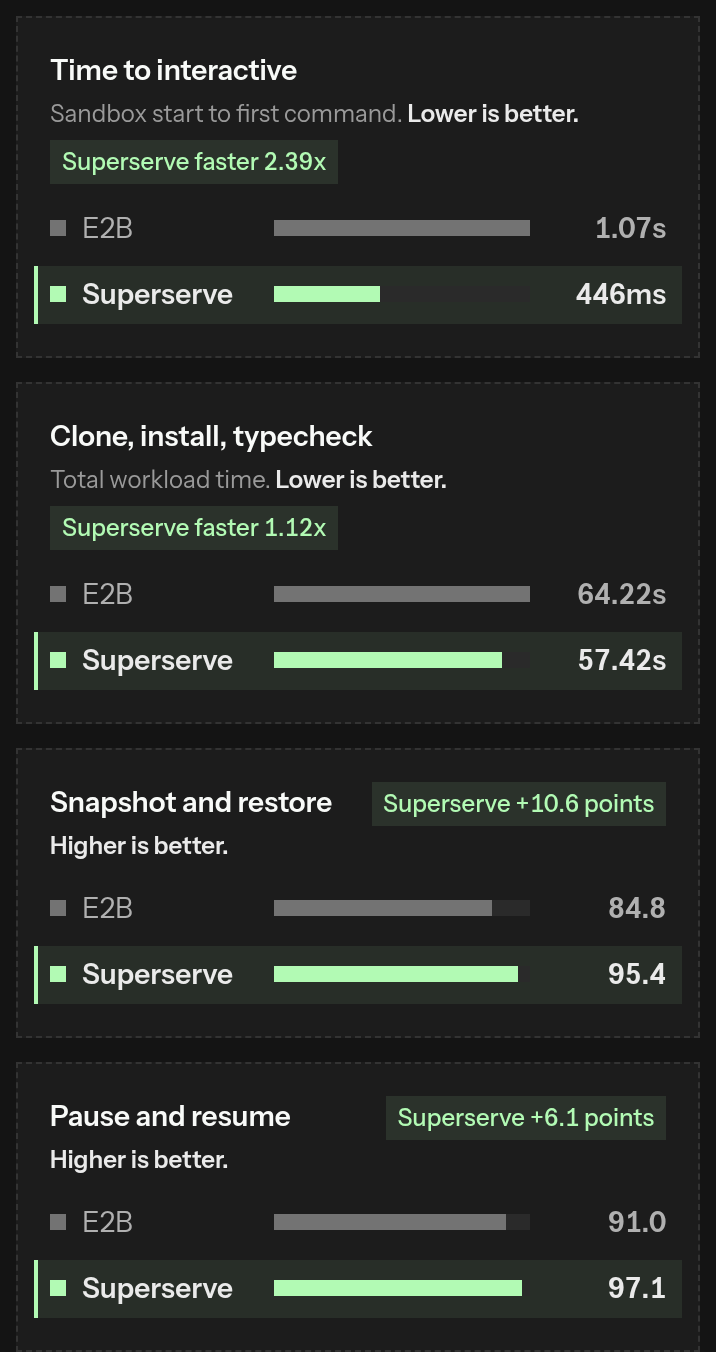 Time to interactive
Sandbox start to first command. Lower is better.
Superserve faster 2.39x
E2B 1.07s
Superserve 446ms
Clone, install, typecheck
Total workload time. Lower is better.
Superserve faster 1.12x
E2B 64.22s
Superserve 57.42s
Snapshot and restore Superserve +10.6 points
Higher is better.
E2B 84.8
Superserve 95.4
Pause and resume Superserve +6.1 points
Higher is better.
E2B 91.0
Superserve 97.1